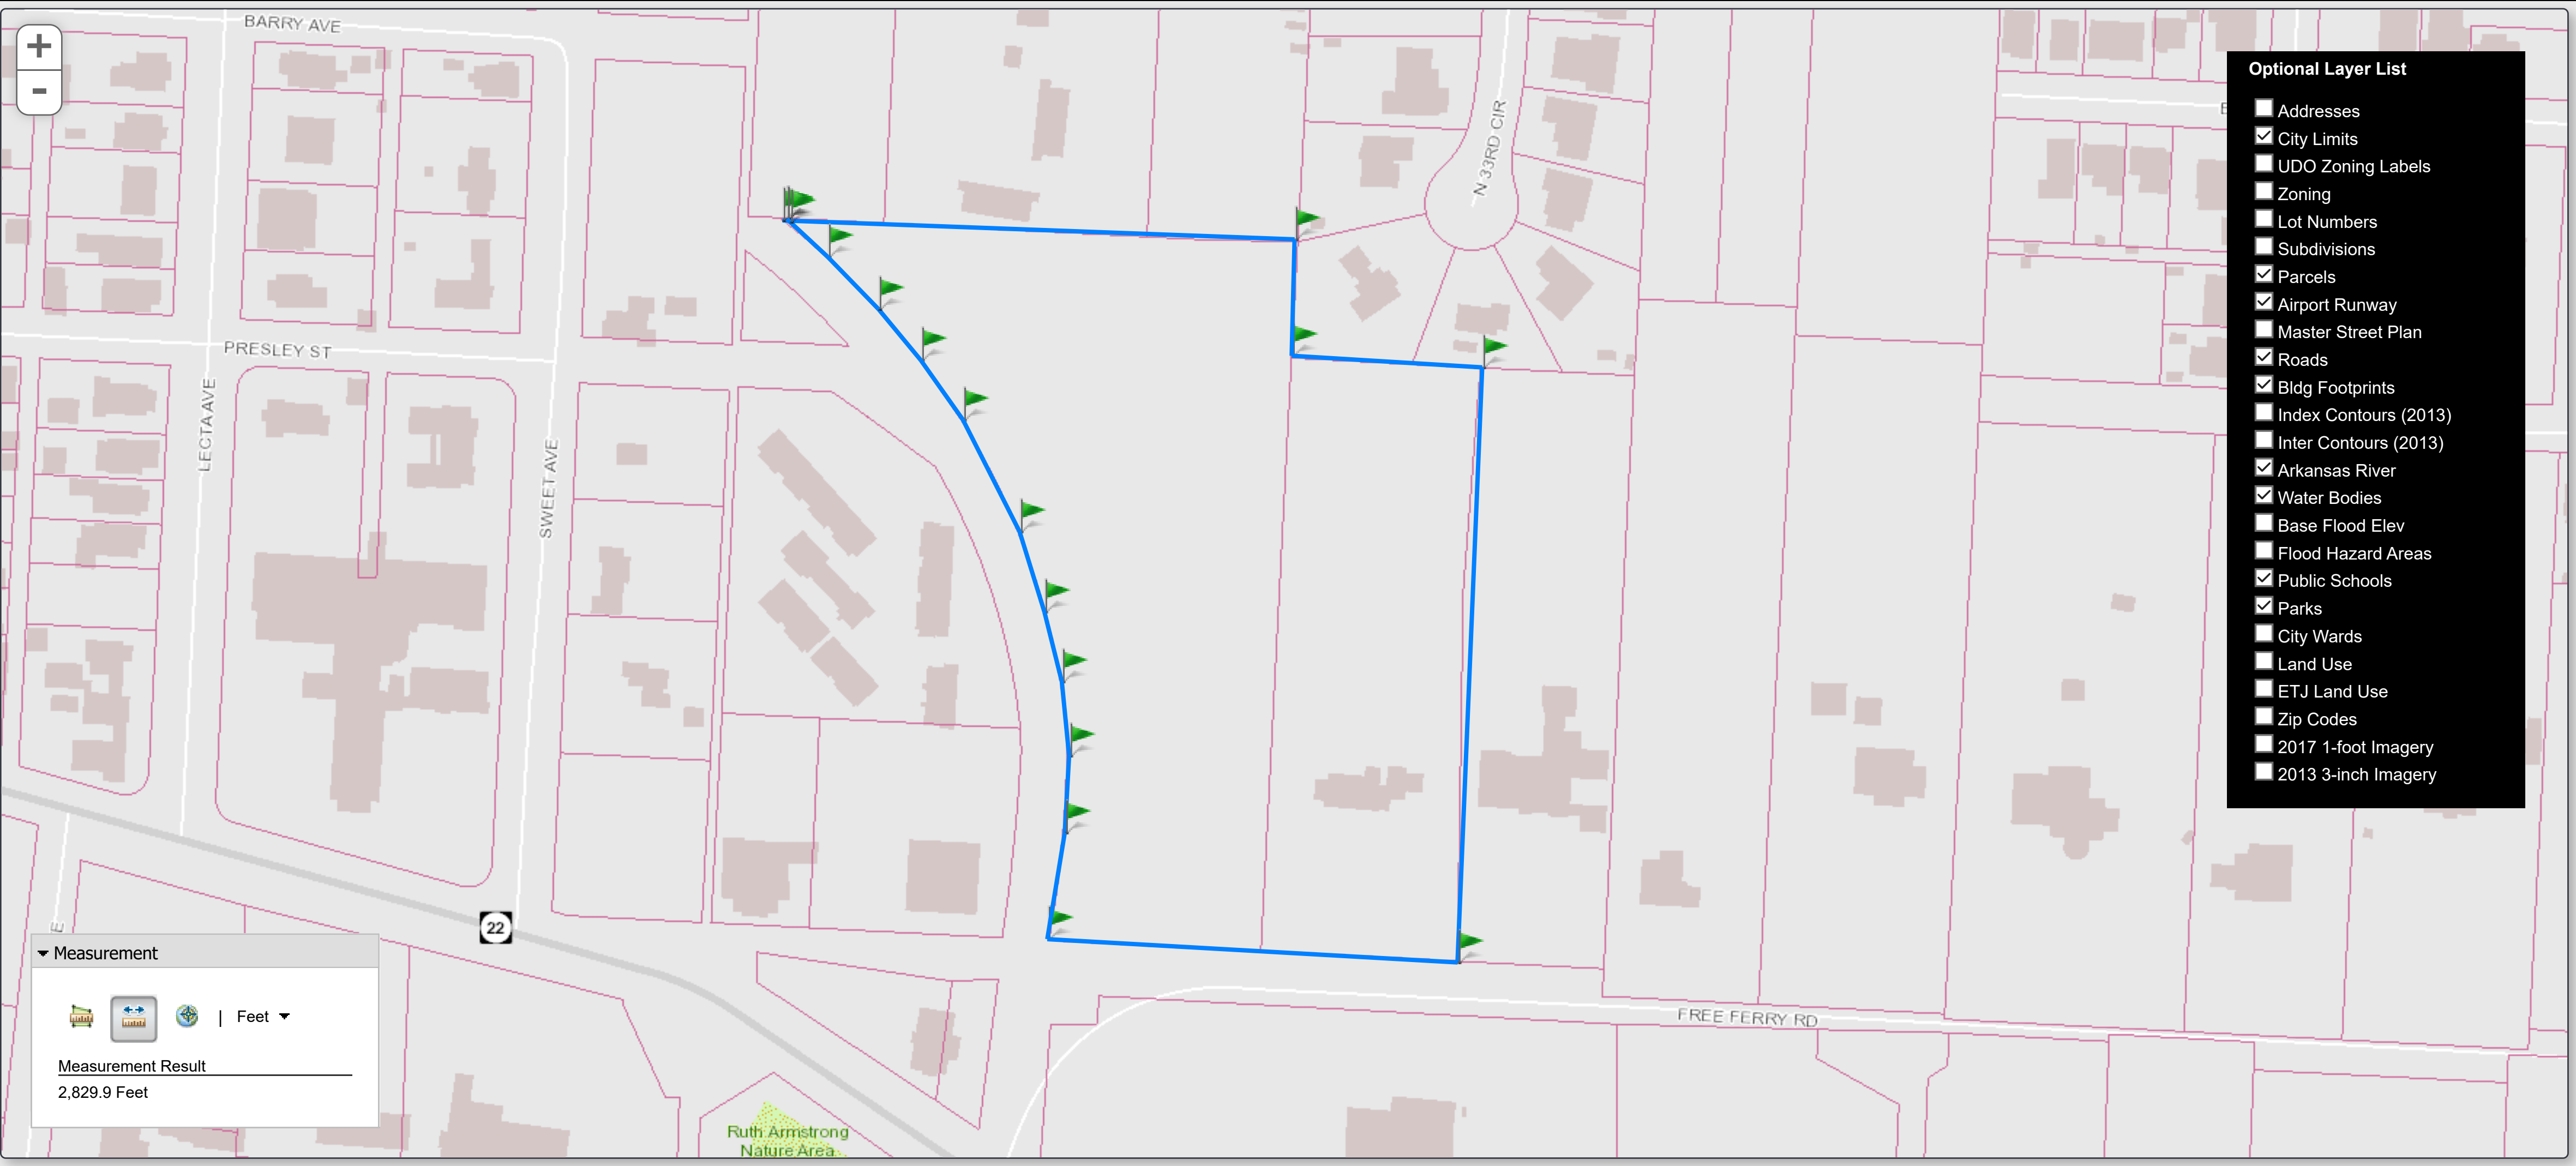 BARRY AVE
N 33RD CIR
PRESLEY ST
LECTA AVE
SWEET AVE
22
E
FREE FERRY RD
Ruth Armstrong
Nature Area
+
-
Measurement
| Feet
Measurement Result
2,829.9 Feet
Optional Layer List
Addresses
City Limits
UDO Zoning Labels
Zoning
Lot Numbers
Subdivisions
Parcels
Airport Runway
Master Street Plan
Roads
Bldg Footprints
Index Contours (2013)
Inter Contours (2013)
Arkansas River
Water Bodies
Base Flood Elev
Flood Hazard Areas
Public Schools
Parks
City Wards
Land Use
ETJ Land Use
Zip Codes
2017 1-foot Imagery
2013 3-inch Imagery